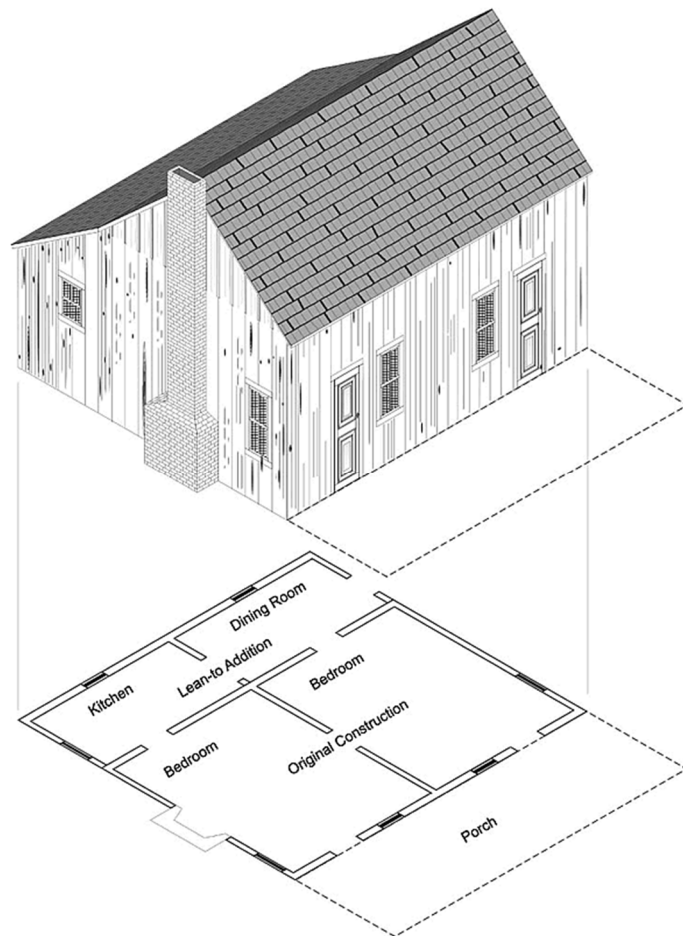 Dining Room
Lean-to Addition
Kitchen
Bedroom
Bedroom
Original Construction
Porch